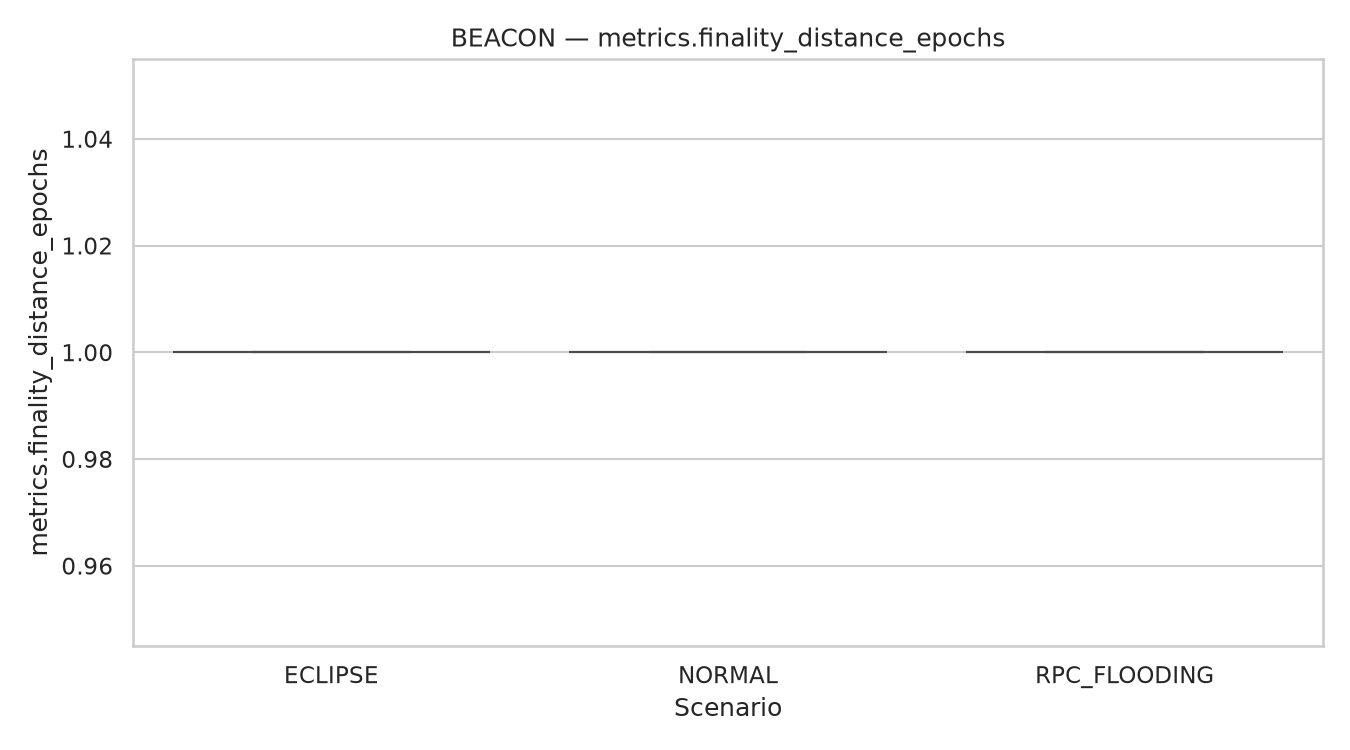 BEACON — metrics.finality_distance_epochs
metrics.finality_distance_epochs
1.04
1.02
1.00
0.98
0.96
ECLIPSE
NORMAL
RPC_FLOODING
Scenario